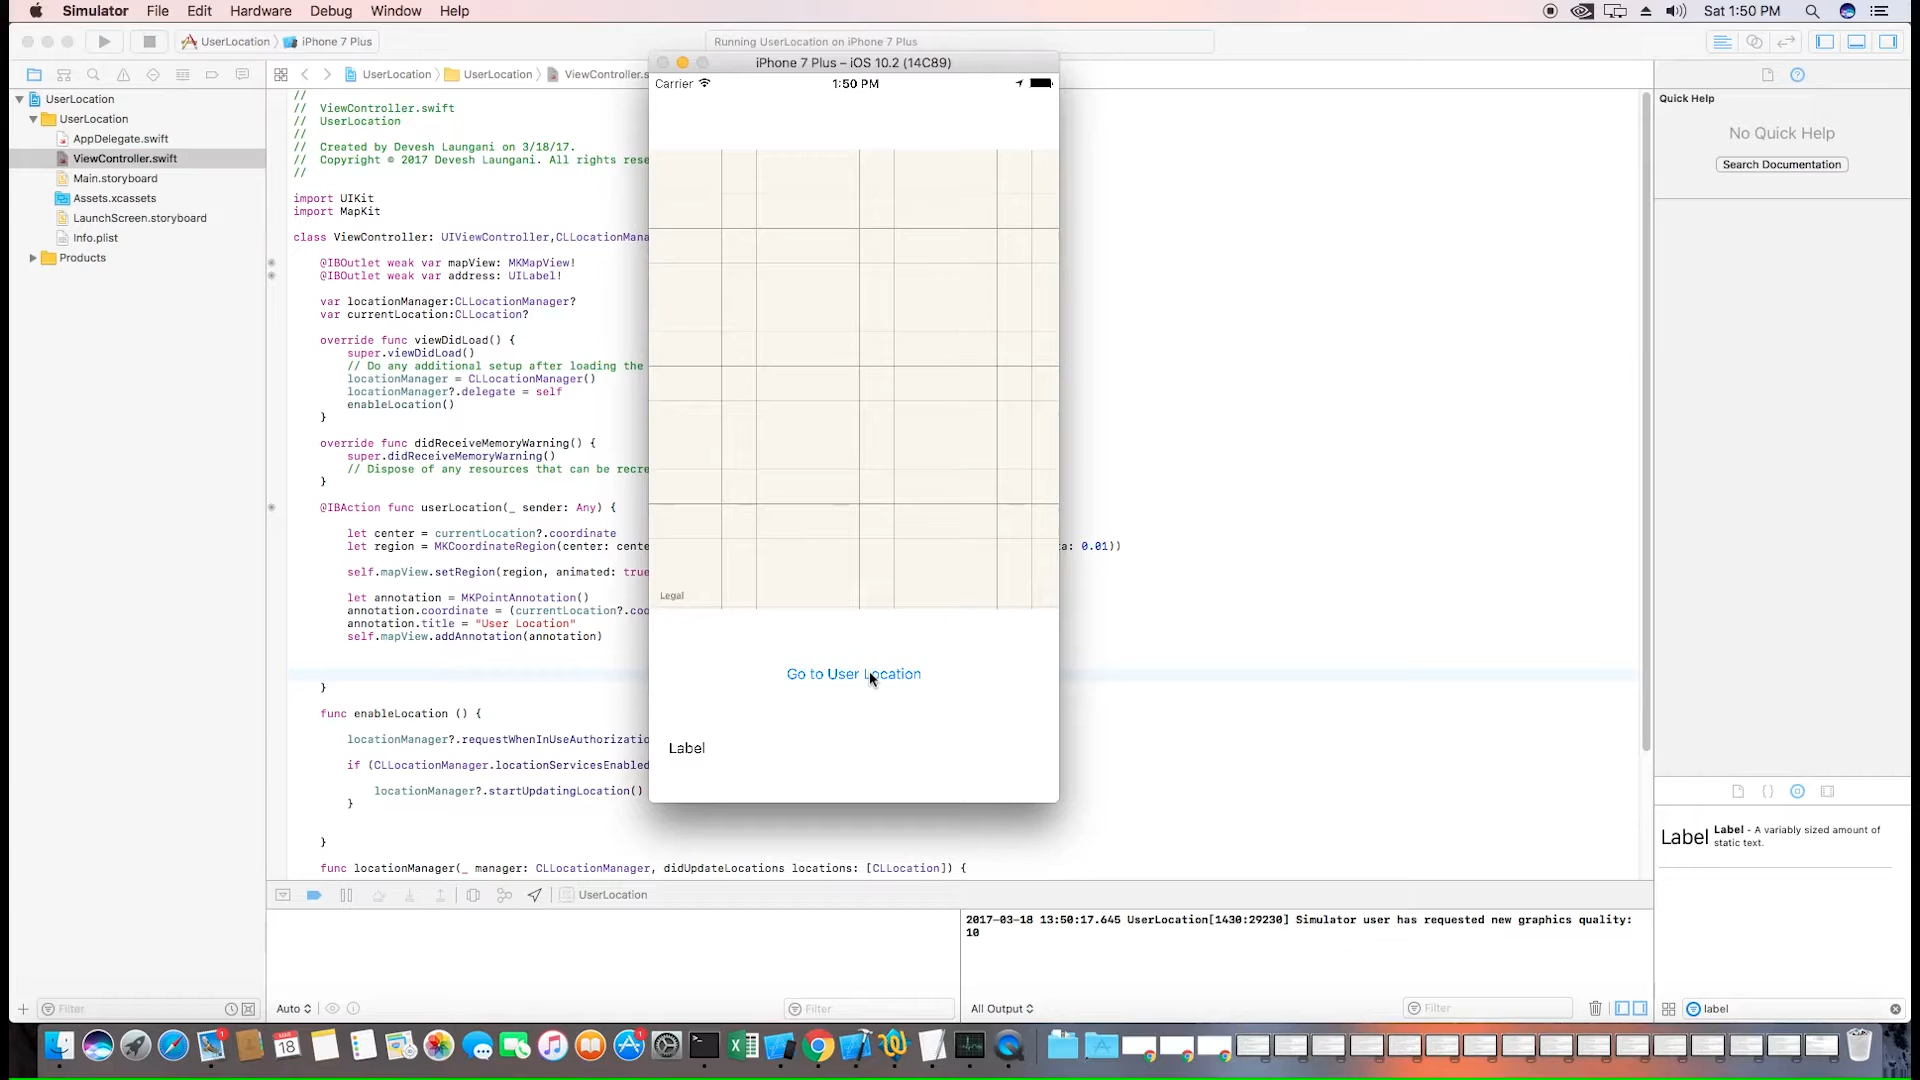 Simulator File Edit Hardware Debug Window Help
Sat 1:50 PM
UserLocation iPhone 7 Plus
Running UserLocation on iPhone 7 Plus
UserLocation UserLocation ViewController.s
iPhone 7 Plus – iOS 10.2 (14C89)
Carrier 1:50 PM
UserLocation
UserLocation
AppDelegate.swift
ViewController.swift
Main.storyboard
Assets.xcassets
LaunchScreen.storyboard
Info.plist
Products
//
// ViewController.swift
// UserLocation
//
// Created by Devesh Laungani on 3/18/17.
// Copyright © 2017 Devesh Laungani. All rights rese
//
import UIKit
import MapKit
class ViewController: UIViewController,CLLocationMana
@IBOutlet weak var mapView: MKMapView!
@IBOutlet weak var address: UILabel!
var locationManager:CLLocationManager?
var currentLocation:CLLocation?
override func viewDidLoad() {
super.viewDidLoad()
// Do any additional setup after loading the
locationManager = CLLocationManager()
locationManager?.delegate = self
enableLocation()
}
override func didReceiveMemoryWarning() {
super.didReceiveMemoryWarning()
// Dispose of any resources that can be recre
}
@IBAction func userLocation(_ sender: Any) {
let center = currentLocation?.coordinate
let region = MKCoordinateRegion(center: cente a: 0.01))
self.mapView.setRegion(region, animated: true
let annotation = MKPointAnnotation()
annotation.coordinate = (currentLocation?.coo
annotation.title = "User Location"
self.mapView.addAnnotation(annotation)
}
func enableLocation () {
locationManager?.requestWhenInUseAuthorizatio
if (CLLocationManager.locationServicesEnabled
locationManager?.startUpdatingLocation()
}
}
func locationManager(_ manager: CLLocationManager, didUpdateLocations locations: [CLLocation]) {
Legal
Go to User Location
Label
Quick Help
No Quick Help
Search Documentation
Label Label - A variably sized amount of
static text.
UserLocation
2017-03-18 13:50:17.645 UserLocation[1430:29230] Simulator user has requested new graphics quality:
10
Filter
Auto
Filter
All Output
Filter
label
MAR
18
1